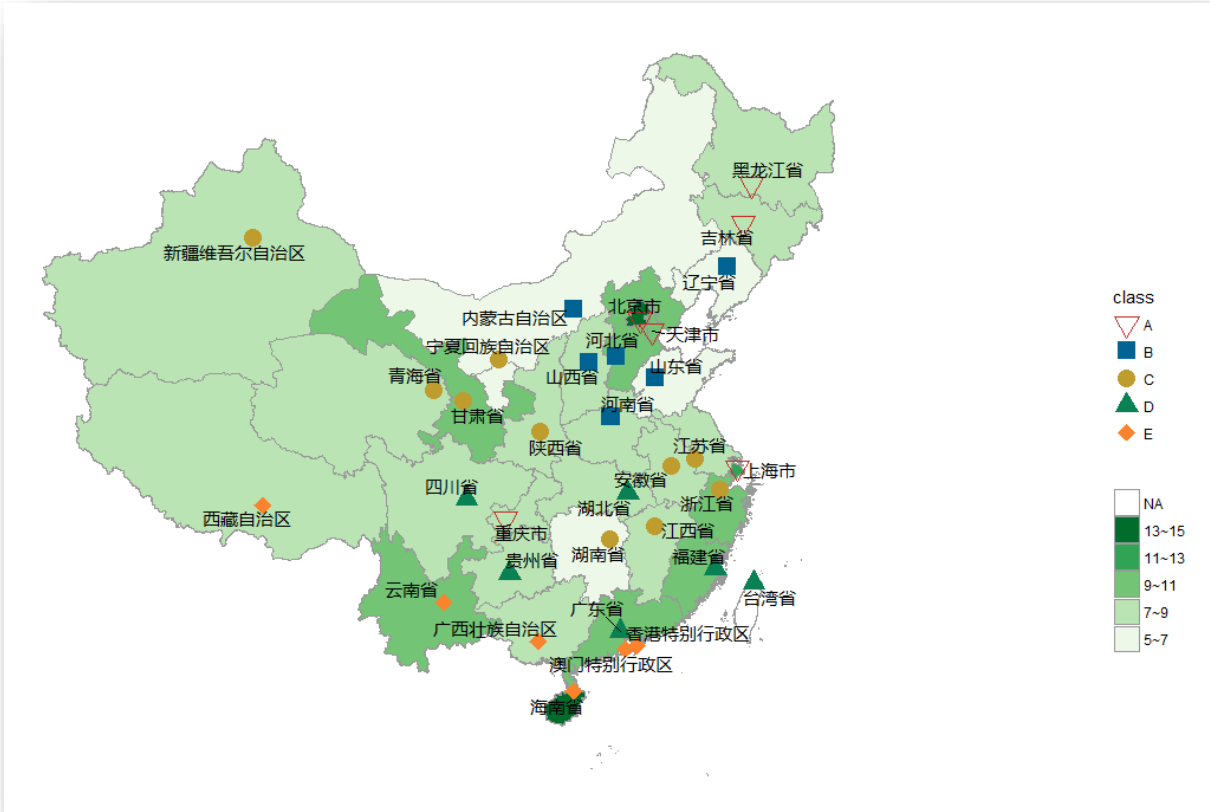 黑龙江省
吉林省
辽宁省
新疆维吾尔自治区
北京市
内蒙古自治区
天津市
河北省
宁夏回族自治区
山东省
青海省
山西省
河南省
甘肃省
陕西省
江苏省
上海市
安徽省
四川省
浙江省
湖北省
西藏自治区
重庆市
江西省
湖南省
贵州省
福建省
云南省
台湾省
广东省
广西壮族自治区
香港特别行政区
澳门特别行政区
海南省
class
A
B
C
D
E
NA
13~15
11~13
9~11
7~9
5~7